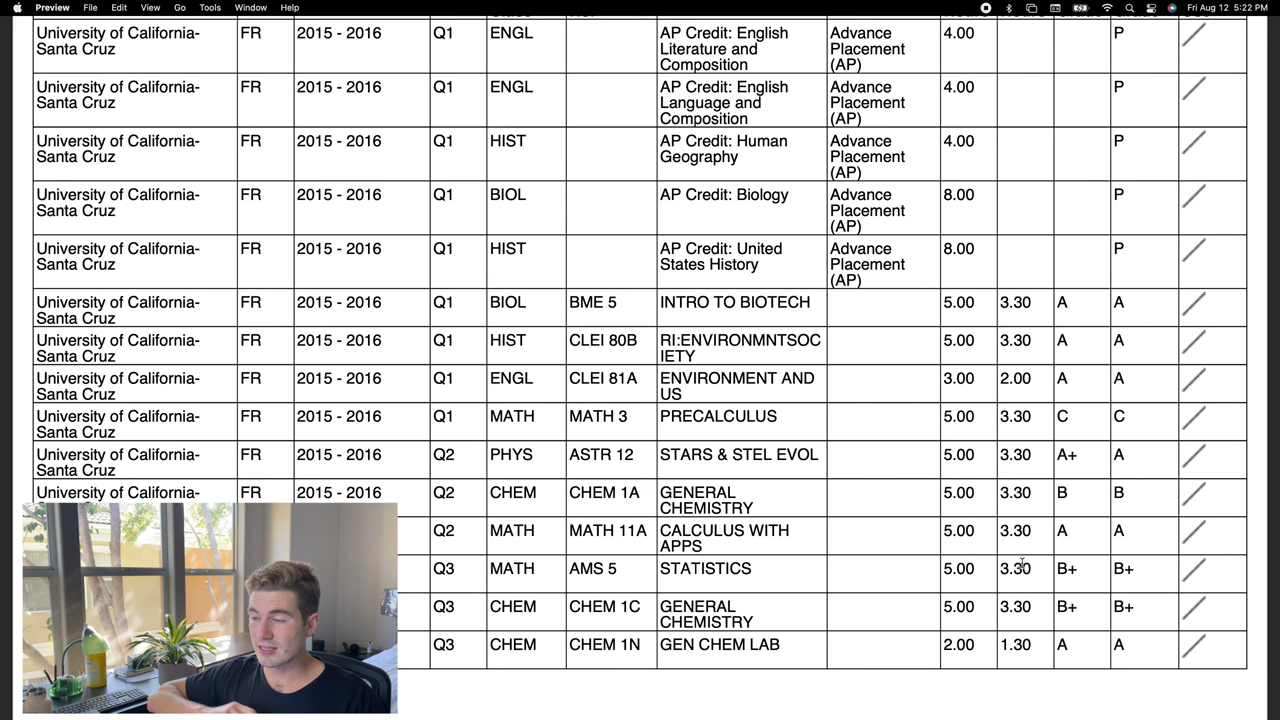 Preview File Edit View Go Tools Window Help Fri Aug 12 5:22 PM
University of California- FR 2015 - 2016 Q1 ENGL AP Credit: English Advance 4.00 P
Santa Cruz Literature and Placement
Composition (AP)
University of California- FR 2015 - 2016 Q1 ENGL AP Credit: English Advance 4.00 P
Santa Cruz Language and Placement
Composition (AP)
University of California- FR 2015 - 2016 Q1 HIST AP Credit: Human Advance 4.00 P
Santa Cruz Geography Placement
(AP)
University of California- FR 2015 - 2016 Q1 BIOL AP Credit: Biology Advance 8.00 P
Santa Cruz Placement
(AP)
University of California- FR 2015 - 2016 Q1 HIST AP Credit: United Advance 8.00 P
Santa Cruz States History Placement
(AP)
University of California- FR 2015 - 2016 Q1 BIOL BME 5 INTRO TO BIOTECH 5.00 3.30 A A
Santa Cruz
University of California- FR 2015 - 2016 Q1 HIST CLEI 80B RI:ENVIRONMNTSOC 5.00 3.30 A A
Santa Cruz IETY
University of California- FR 2015 - 2016 Q1 ENGL CLEI 81A ENVIRONMENT AND 3.00 2.00 A A
Santa Cruz US
University of California- FR 2015 - 2016 Q1 MATH MATH 3 PRECALCULUS 5.00 3.30 C C
Santa Cruz
University of California- FR 2015 - 2016 Q2 PHYS ASTR 12 STARS & STEL EVOL 5.00 3.30 A+ A
Santa Cruz
University of California- FR 2015 - 2016 Q2 CHEM CHEM 1A GENERAL 5.00 3.30 B B
CHEMISTRY
Q2 MATH MATH 11A CALCULUS WITH 5.00 3.30 A A
APPS
Q3 MATH AMS 5 STATISTICS 5.00 3.30 B+ B+
Q3 CHEM CHEM 1C GENERAL 5.00 3.30 B+ B+
CHEMISTRY
Q3 CHEM CHEM 1N GEN CHEM LAB 2.00 1.30 A A